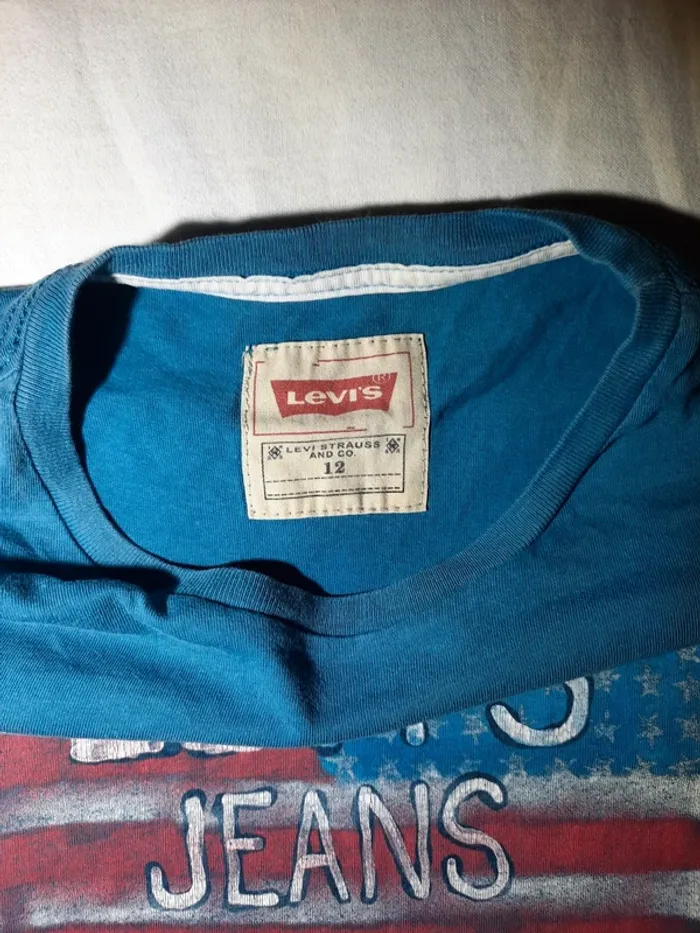 LEVI'S ®
LEVI STRAUSS
AND CO.
12
JEANS